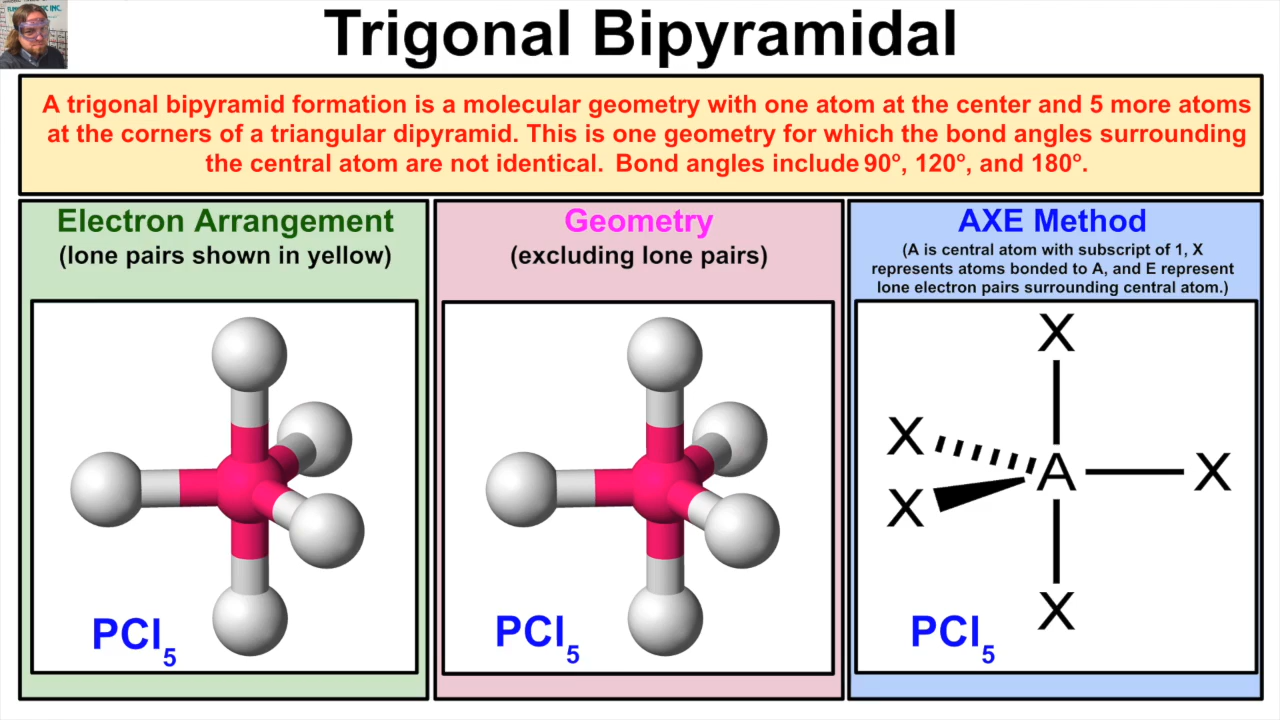 Trigonal Bipyramidal
A trigonal bipyramid formation is a molecular geometry with one atom at the center and 5 more atoms
at the corners of a triangular dipyramid. This is one geometry for which the bond angles surrounding
the central atom are not identical. Bond angles include 90°, 120°, and 180°.
Electron Arrangement
(lone pairs shown in yellow)
PCl5
Geometry
(excluding lone pairs)
PCl5
AXE Method
(A is central atom with subscript of 1, X
represents atoms bonded to A, and E represent
lone electron pairs surrounding central atom.)
X
X
A
X
X
X
PCl5